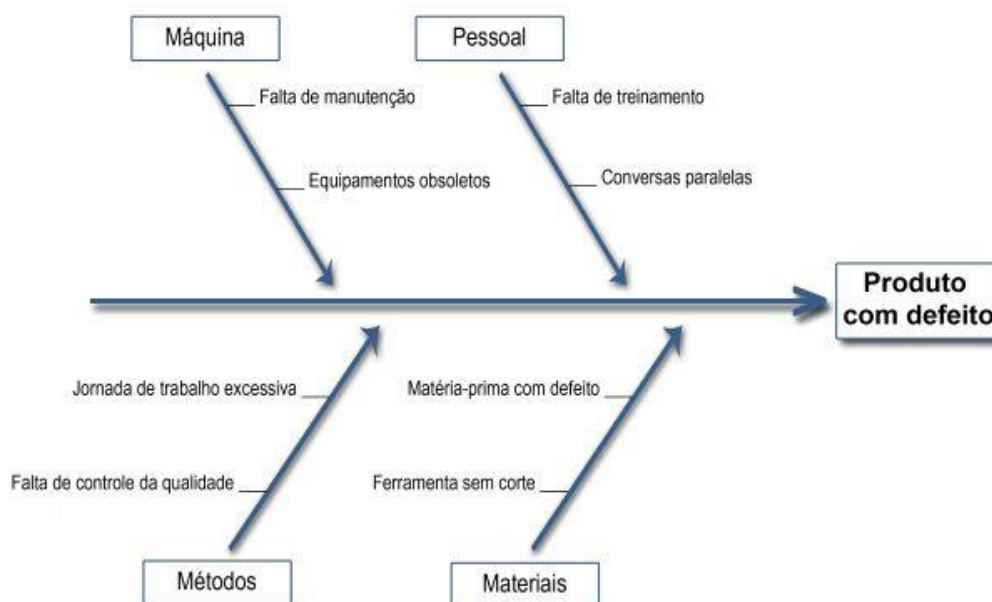 Máquina
Pessoal
Falta de manutenção
Falta de treinamento
Equipamentos obsoletos
Conversas paralelas
Produto
com defeito
Jornada de trabalho excessiva
Matéria-prima com defeito
Falta de controle da qualidade
Ferramenta sem corte
Métodos
Materiais